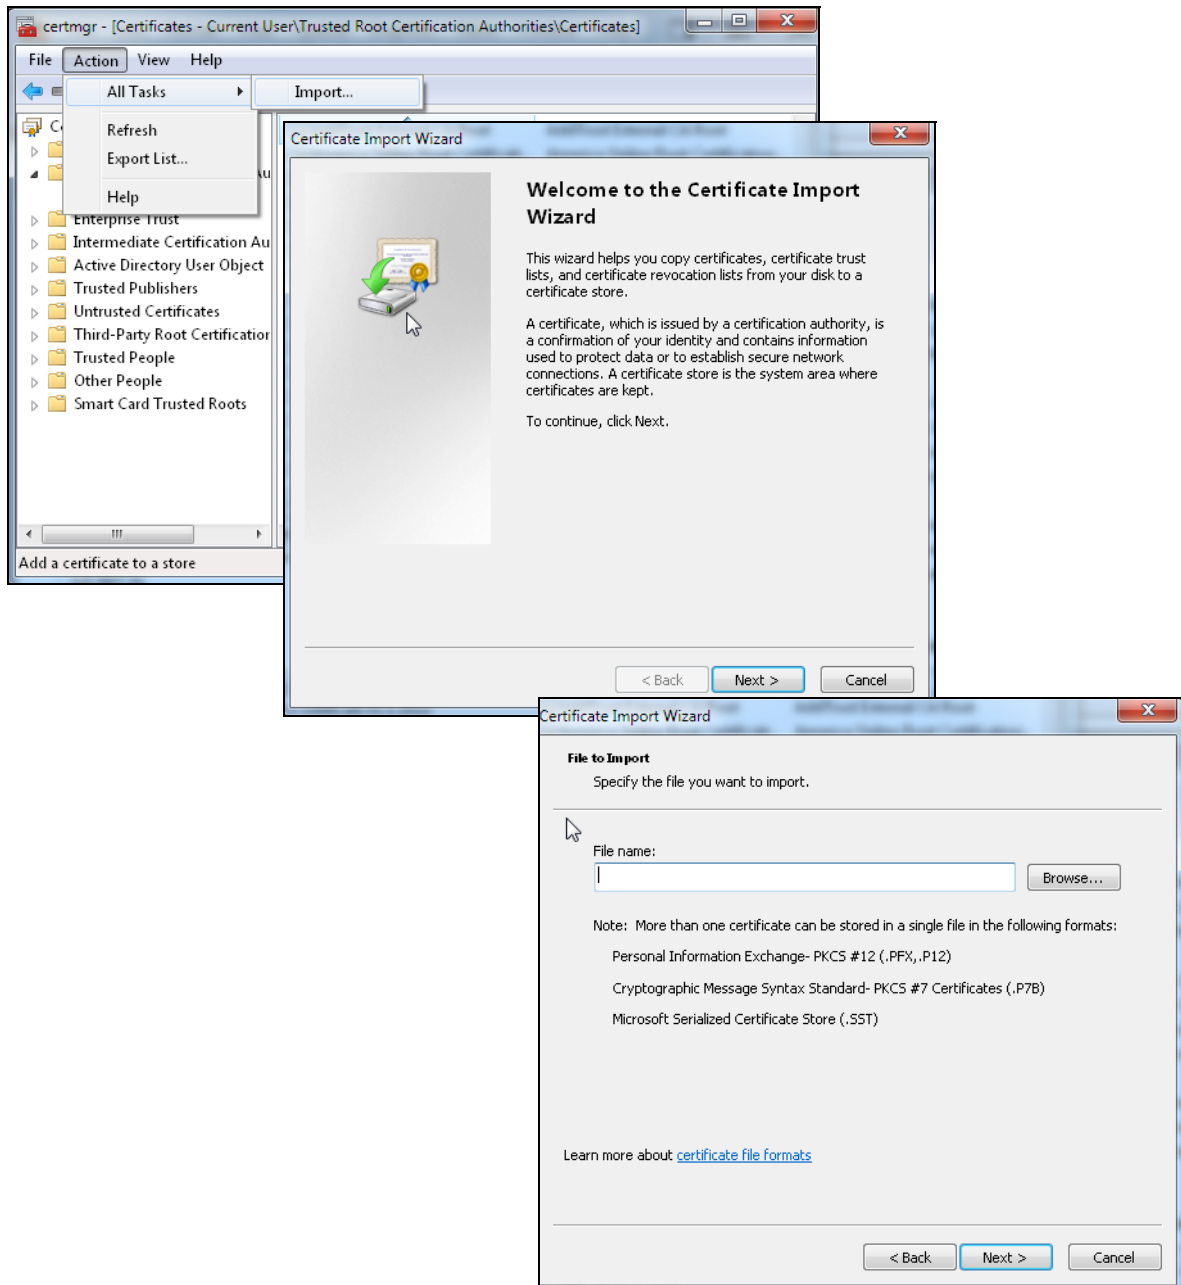 certmgr - [Certificates - Current User\Trusted Root Certification Authorities\Certificates]
File Action View Help
All Tasks
Import...
Refresh
Export List...
Help
Enterprise Trust
Intermediate Certification Au
Active Directory User Object
Trusted Publishers
Untrusted Certificates
Third-Party Root Certification
Trusted People
Other People
Smart Card Trusted Roots
Add a certificate to a store
Certificate Import Wizard
Welcome to the Certificate Import
Wizard
This wizard helps you copy certificates, certificate trust
lists, and certificate revocation lists from your disk to a
certificate store.
A certificate, which is issued by a certification authority, is
a confirmation of your identity and contains information
used to protect data or to establish secure network
connections. A certificate store is the system area where
certificates are kept.
To continue, click Next.
< Back Next > Cancel
Certificate Import Wizard
File to Import
Specify the file you want to import.
File name:
Browse...
Note: More than one certificate can be stored in a single file in the following formats:
Personal Information Exchange- PKCS #12 (.PFX,.P12)
Cryptographic Message Syntax Standard- PKCS #7 Certificates (.P7B)
Microsoft Serialized Certificate Store (.SST)
Learn more about certificate file formats
< Back Next > Cancel